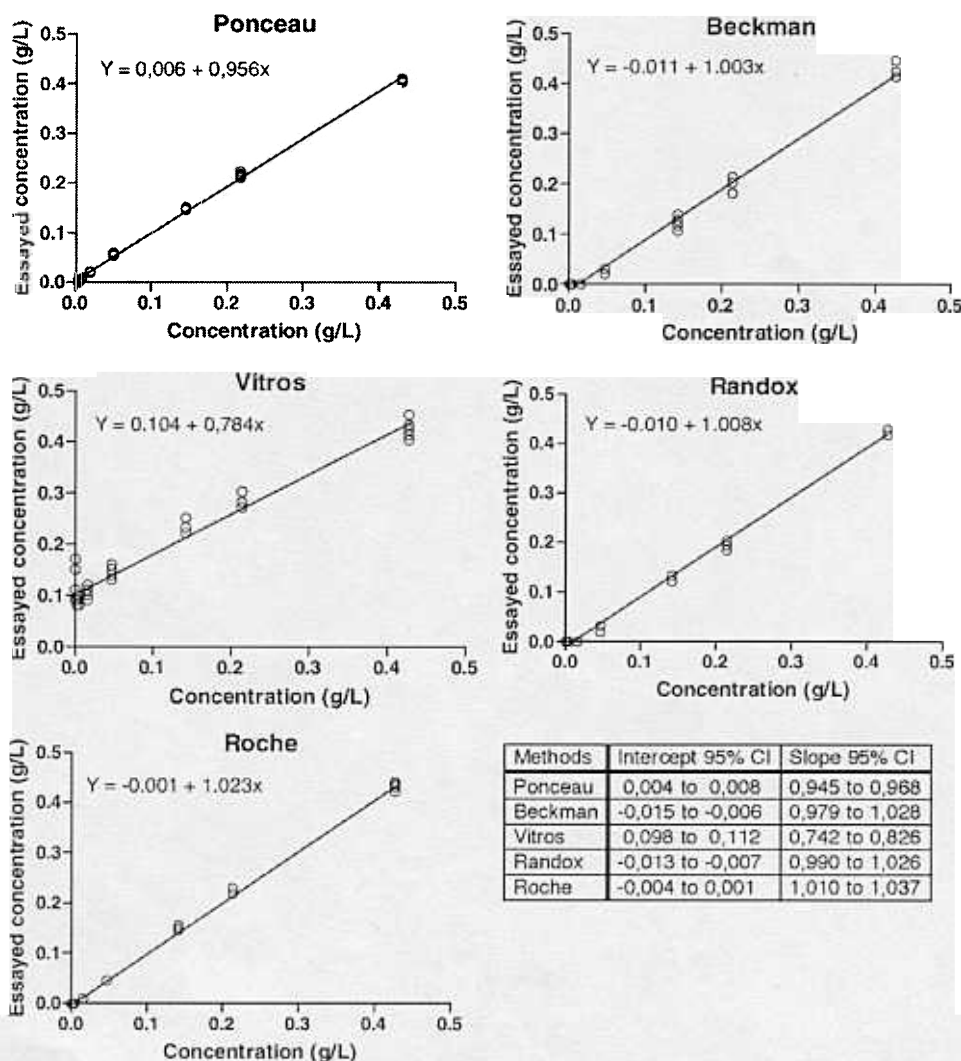 Ponceau
Y = 0,006 + 0,956x
Essayed concentration (g/L)
0.5
0.4
0.3
0.2
0.1
0.0
0.0 0.1 0.2 0.3 0.4 0.5
Concentration (g/L)
Beckman
Y = -0.011 + 1.003x
Essayed concentration (g/L)
0.5
0.4
0.3
0.2
0.1
0.0
0.0 0.1 0.2 0.3 0.4 0.5
Concentration (g/L)
Vitros
Y = 0.104 + 0,784x
Essayed concentration (g/L)
0.5
0.4
0.3
0.2
0.1
0.0
0.0 0.1 0.2 0.3 0.4 0.5
Concentration (g/L)
Randox
Y = -0.010 + 1.008x
Essayed concentration (g/L)
0.5
0.4
0.3
0.2
0.1
0.0
0.0 0.1 0.2 0.3 0.4 0.5
Concentration (g/L)
Roche
Y = -0.001 + 1.023x
Essayed concentration (g/L)
0.5
0.4
0.3
0.2
0.1
0.0
0.0 0.1 0.2 0.3 0.4 0.5
Concentration (g/L)
Methods Intercept 95% CI Slope 95% CI
Ponceau 0,004 to 0,008 0,945 to 0,968
Beckman -0,015 to -0,006 0,979 to 1,028
Vitros 0,098 to 0,112 0,742 to 0,826
Randox -0,013 to -0,007 0,990 to 1,026
Roche -0,004 to 0,001 1,010 to 1,037